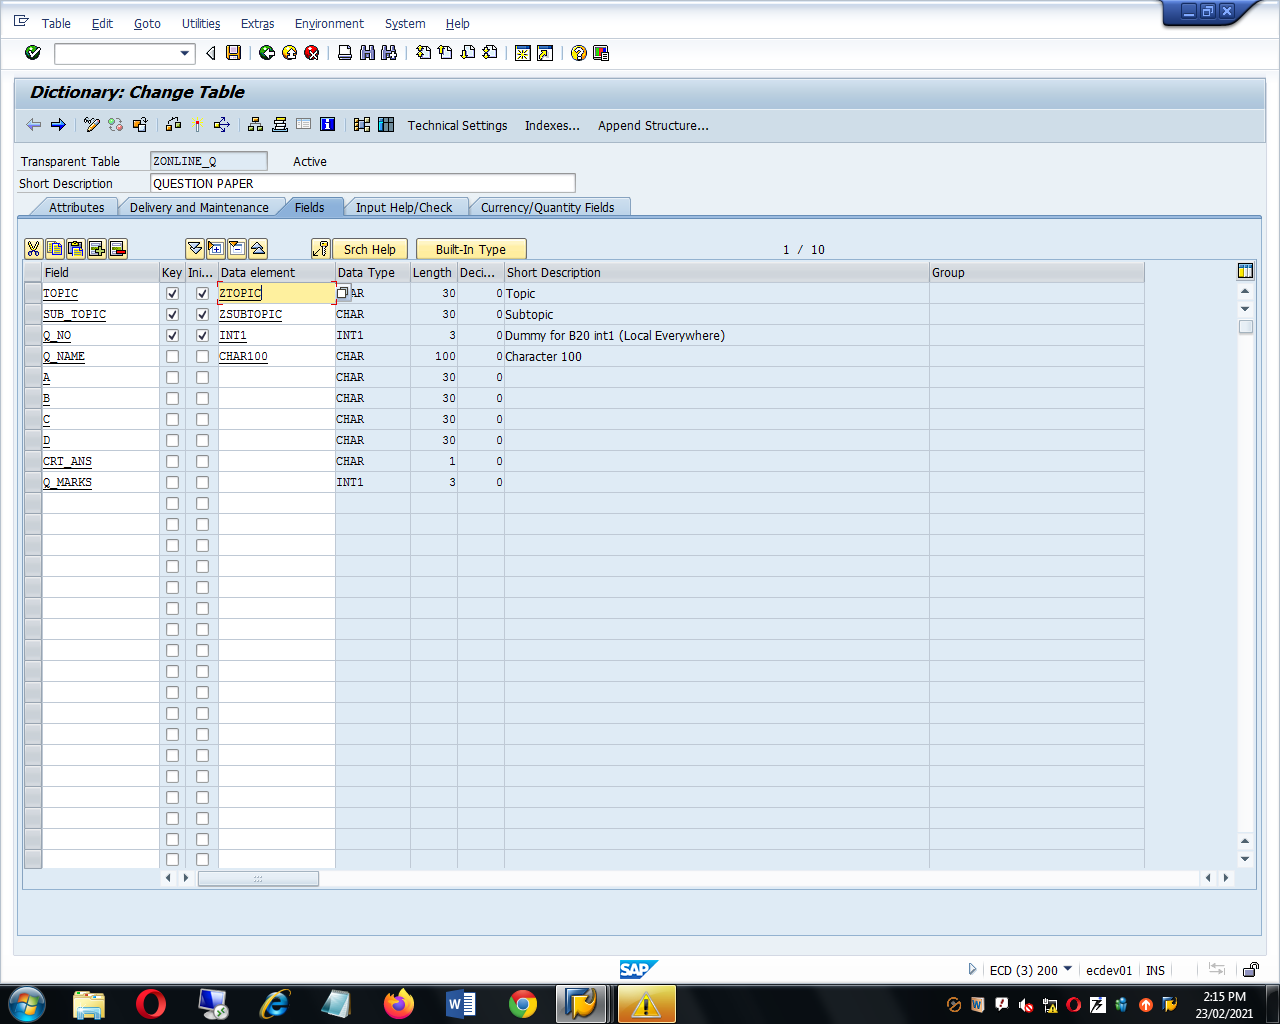 Table Edit Goto Utilities Extras Environment System Help
Dictionary: Change Table
Technical Settings Indexes... Append Structure...
Transparent Table ZONLINE_Q Active
Short Description QUESTION PAPER
Attributes Delivery and Maintenance Fields Input Help/Check Currency/Quantity Fields
Srch Help Built-In Type 1 / 10
Field Key Ini... Data element Data Type Length Deci... Short Description Group
TOPIC ZTOPIC AR 30 0 Topic
SUB_TOPIC ZSUBTOPIC CHAR 30 0 Subtopic
Q_NO INT1 INT1 3 0 Dummy for B20 int1 (Local Everywhere)
Q_NAME CHAR100 CHAR 100 0 Character 100
A CHAR 30 0
B CHAR 30 0
C CHAR 30 0
D CHAR 30 0
CRT_ANS CHAR 1 0
Q_MARKS INT1 3 0
SAP ECD (3) 200 ecdev01 INS
2:15 PM
23/02/2021